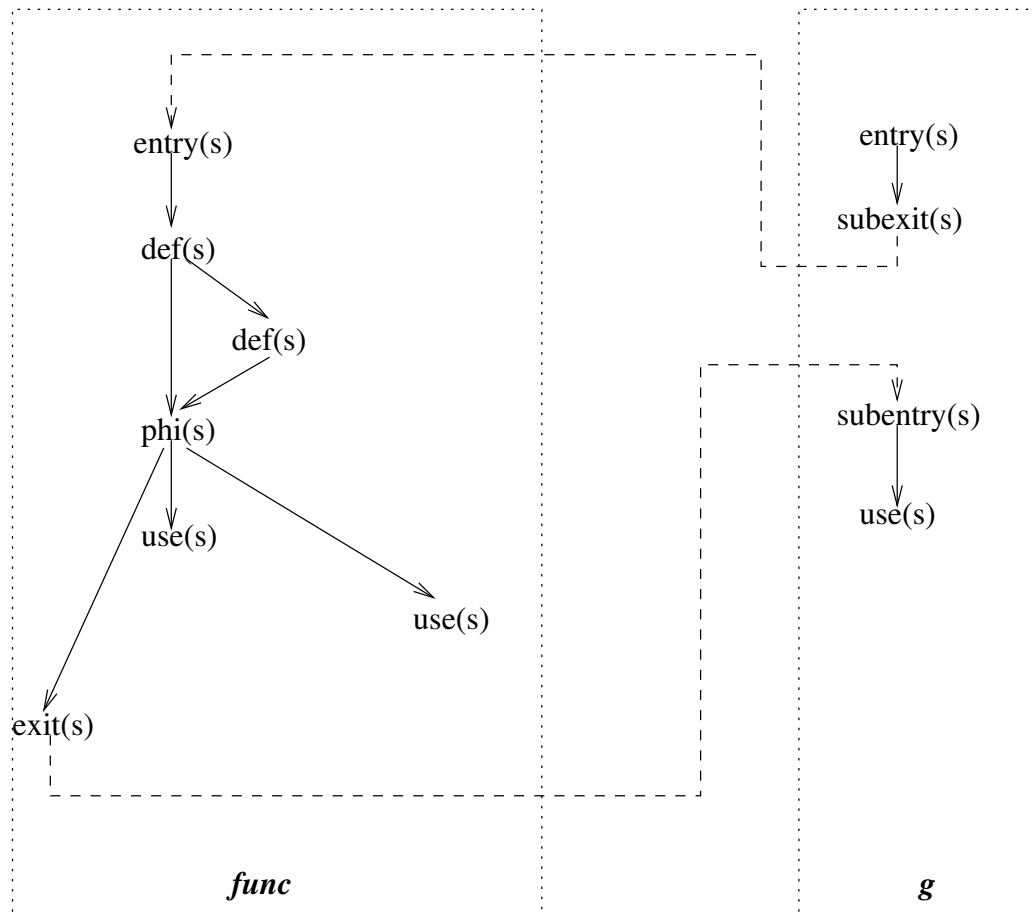 entry(s)
def(s)
def(s)
phi(s)
use(s)
use(s)
exit(s)
func
entry(s)
subexit(s)
subentry(s)
use(s)
g